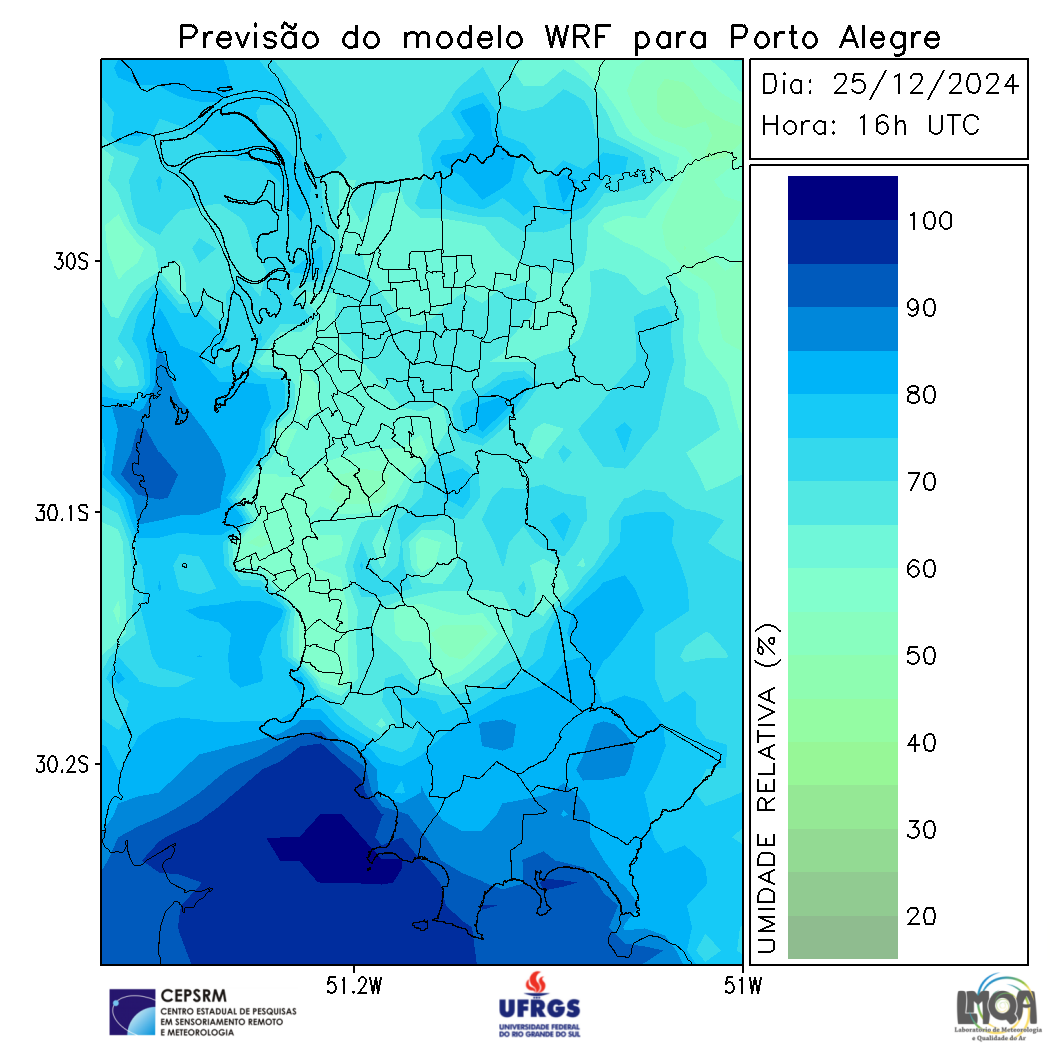 Previsão do modelo WRF para Porto Alegre
Dia: 25/12/2024
Hora: 16h UTC
30S
30.1S
30.2S
51.2W
51W
UMIDADE RELATIVA (%)
100
90
80
70
60
50
40
30
20
CEPSRM
CENTRO ESTADUAL DE PESQUISAS
EM SENSORIAMENTO REMOTO
E METEOROLOGIA
UFRGS
UNIVERSIDADE FEDERAL
DO RIO GRANDE DO SUL
LMQA
Laboratório de Meteorologia
e Qualidade do Ar